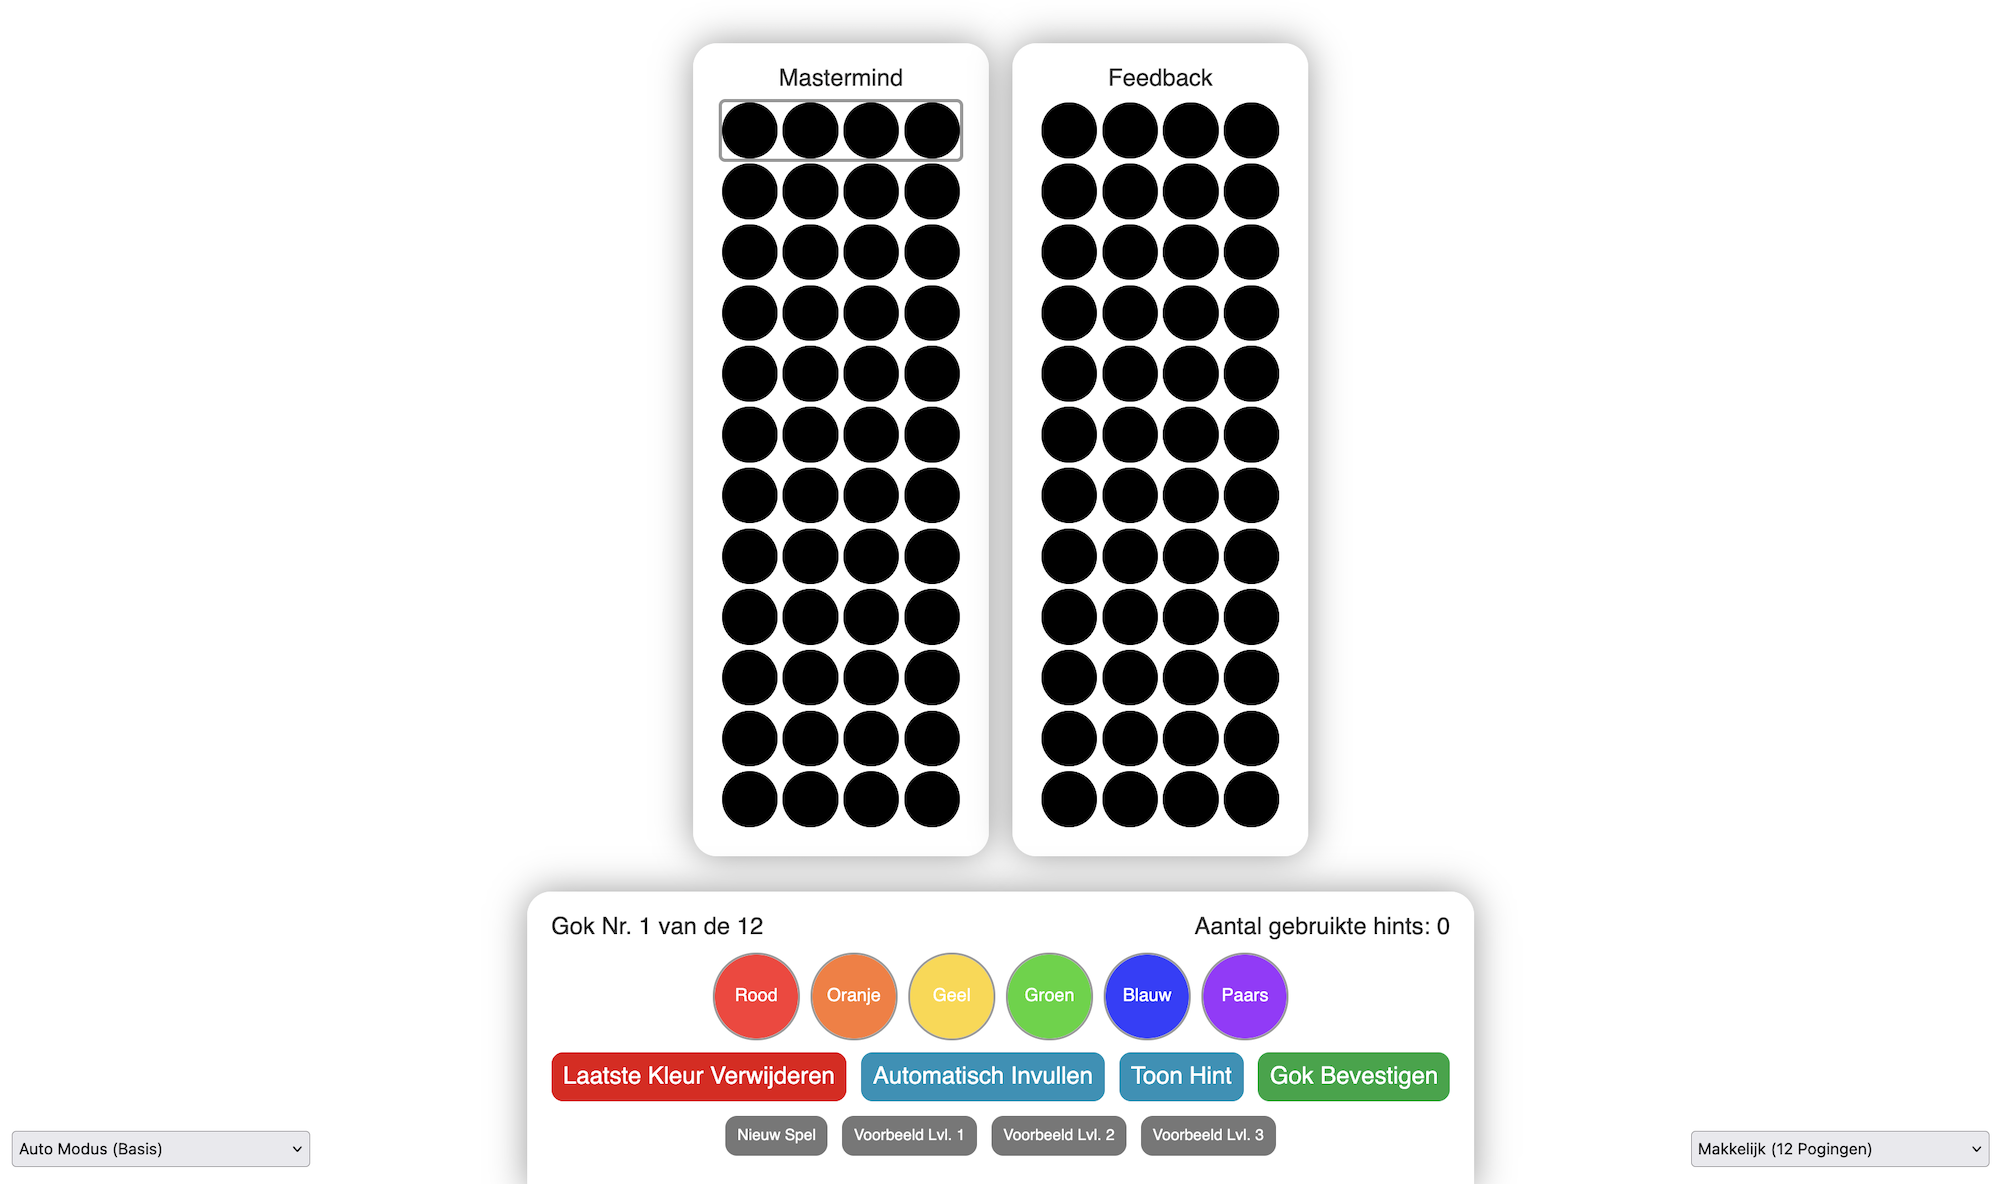 Mastermind
Feedback
Gok Nr. 1 van de 12
Aantal gebruikte hints: 0
Rood
Oranje
Geel
Groen
Blauw
Paars
Laatste Kleur Verwijderen
Automatisch Invullen
Toon Hint
Gok Bevestigen
Nieuw Spel
Voorbeeld Lvl. 1
Voorbeeld Lvl. 2
Voorbeeld Lvl. 3
Auto Modus (Basis)
Makkelijk (12 Pogingen)